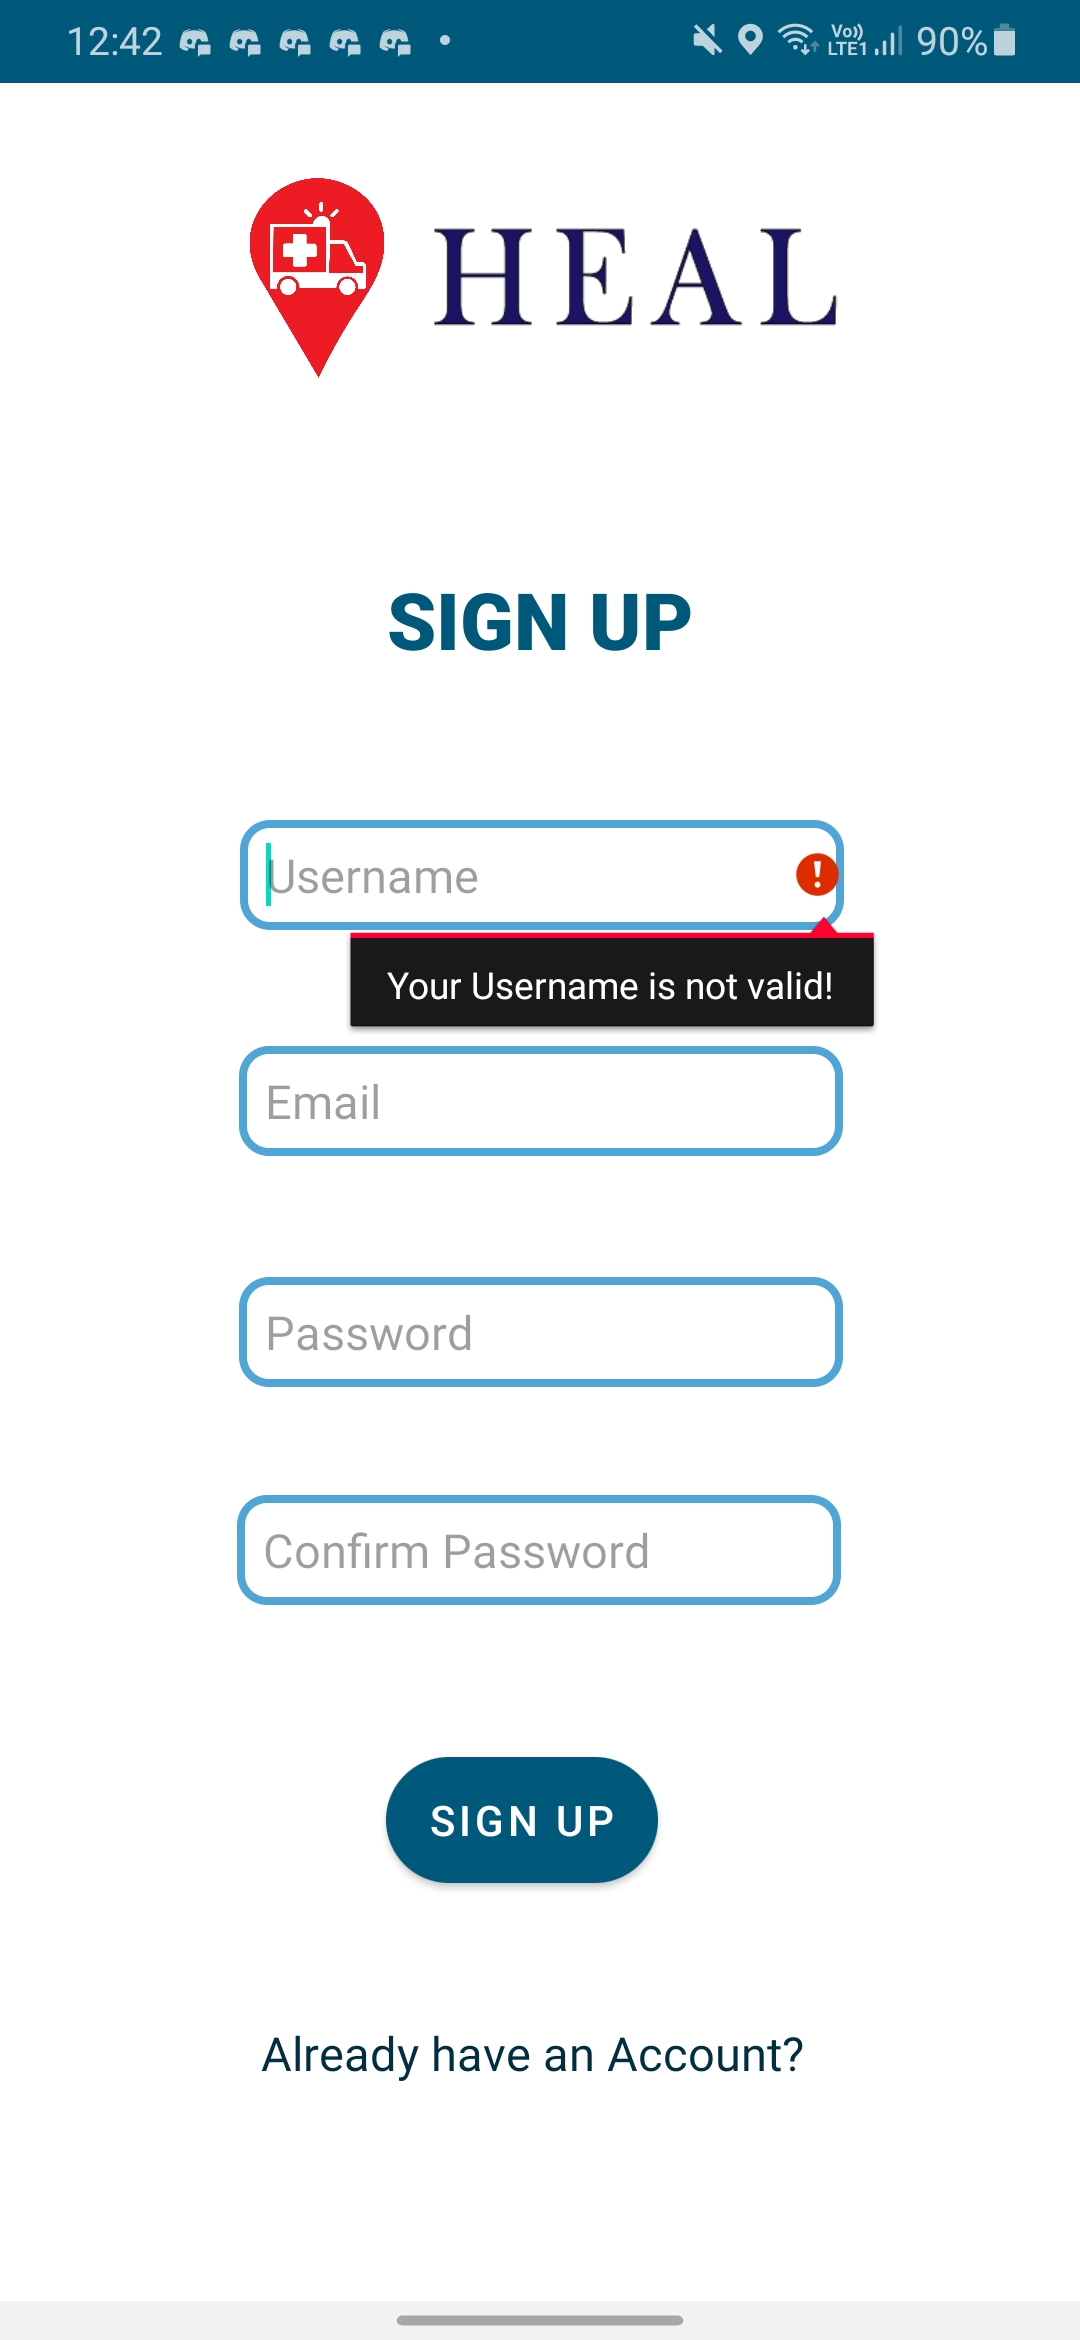 12:42 Vo)) LTE1 90%
HEAL
SIGN UP
Username
Your Username is not valid!
Email
Password
Confirm Password
SIGN UP
Already have an Account?